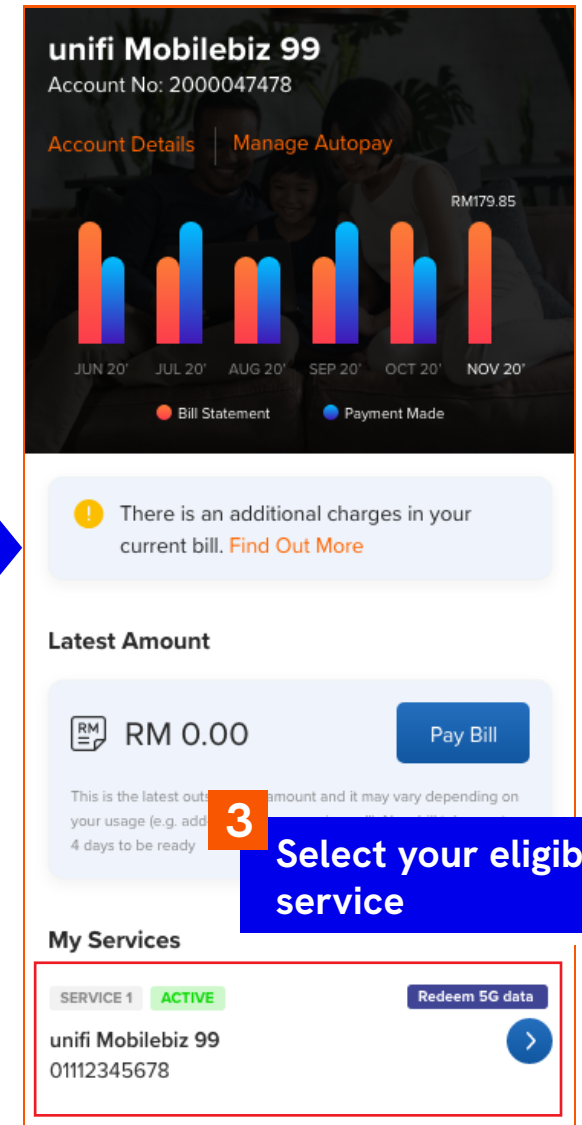 unifi Mobilebiz 99
Account No: 2000047478
Account Details | Manage Autopay
RM179.85
JUN 20' JUL 20' AUG 20' SEP 20' OCT 20' NOV 20'
Bill Statement Payment Made
There is an additional charges in your
current bill. Find Out More
Latest Amount
RM
RM 0.00
Pay Bill
This is the latest amount and it may vary depending on
your usage (e.g.
4 days to be ready
3
Select your
service
My Services
SERVICE 1 ACTIVE
Redeem 5G data
unifi Mobilebiz 99
01112345678